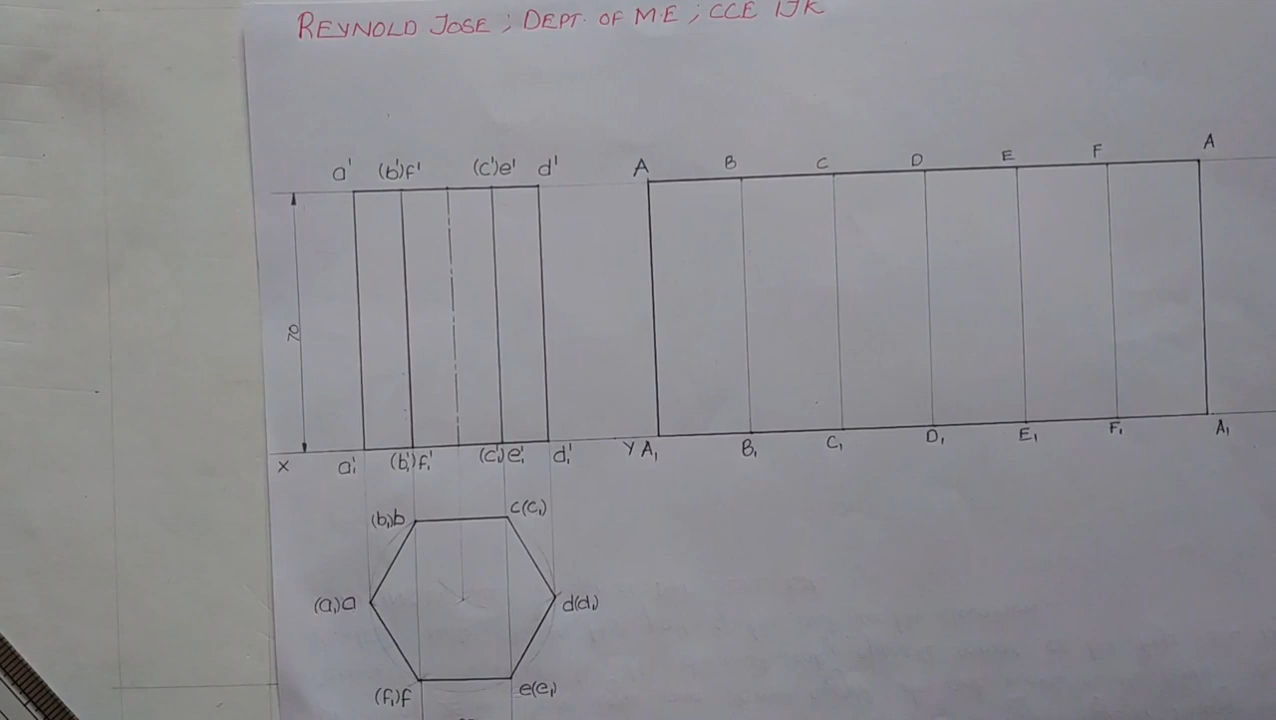 REYNOLD JOSE ; DEPT. OF M.E ; CCE IJK
a' (b')f' (c')e' d' A B C D E F A
70
X a₁' (b₁')f₁' (c₁')e₁' d₁' Y A₁ B₁ C₁ D₁ E₁ F₁ A₁
(b₁)b c(c₁)
(a₁)a d(d₁)
(f₁)f e(e₁)